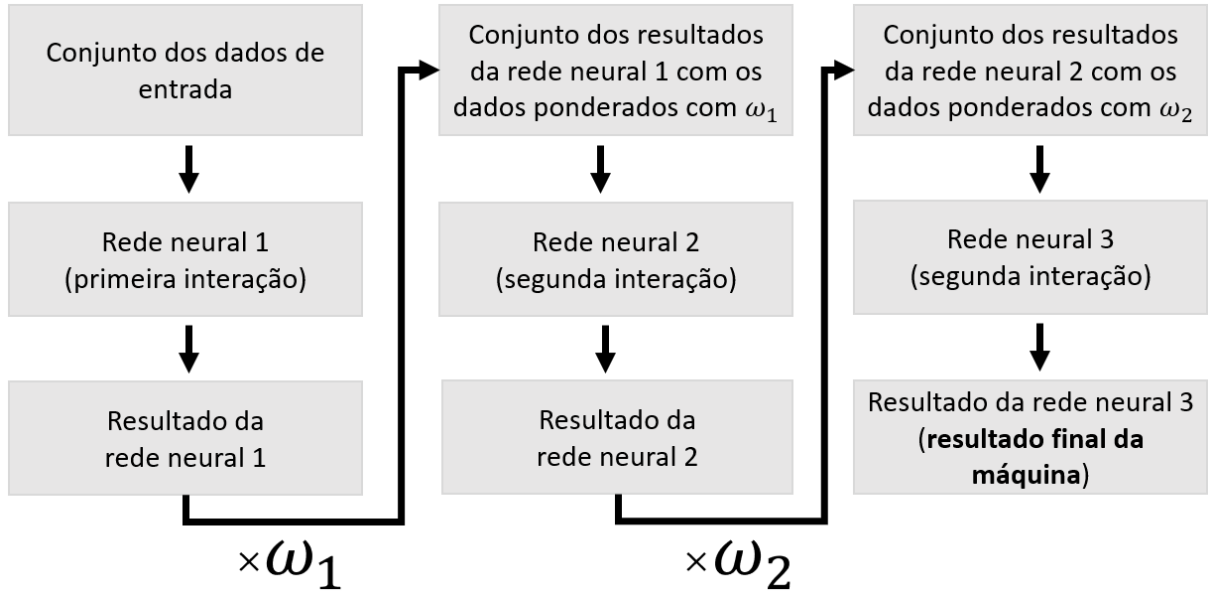 Conjunto dos dados de
entrada
Rede neural 1
(primeira interação)
Resultado da
rede neural 1
×ω₁
Conjunto dos resultados
da rede neural 1 com os
dados ponderados com ω₁
Rede neural 2
(segunda interação)
Resultado da
rede neural 2
×ω₂
Conjunto dos resultados
da rede neural 2 com os
dados ponderados com ω₂
Rede neural 3
(segunda interação)
Resultado da rede neural 3
(resultado final da
máquina)